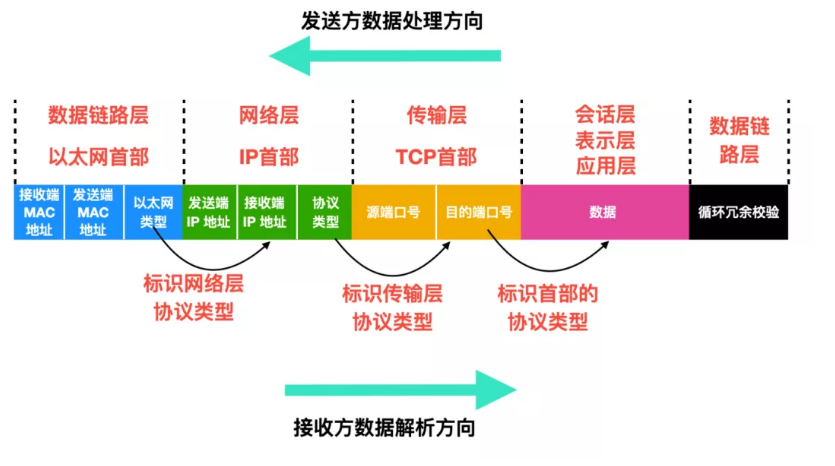 发送方数据处理方向
数据链路层
以太网首部
网络层
IP首部
传输层
TCP首部
会话层
表示层
应用层
数据链
路层
接收端
MAC
地址
发送端
MAC
地址
以太网
类型
发送端
IP 地址
接收端
IP 地址
协议
类型
源端口号
目的端口号
数据
循环冗余校验
标识网络层
协议类型
标识传输层
协议类型
标识首部的
协议类型
接收方数据解析方向